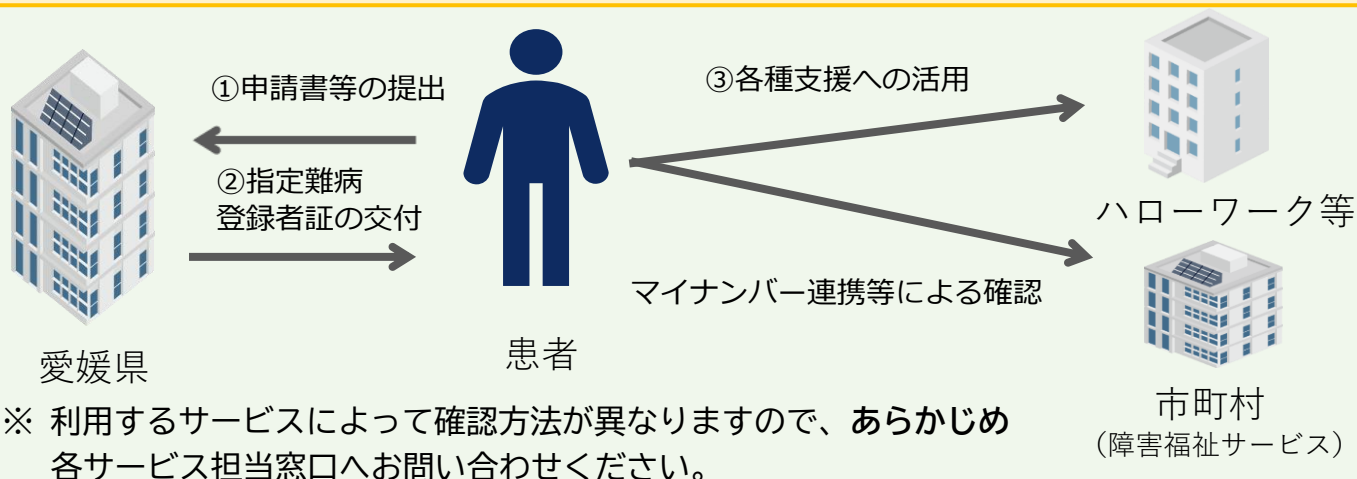 ①申請書等の提出
③各種支援への活用
②指定難病
登録者証の交付
ハローワーク等
マイナンバー連携等による確認
愛媛県
患者
市町村
（障害福祉サービス）
※ 利用するサービスによって確認方法が異なりますので、あらかじめ
各サービス担当窓口へお問い合わせください。